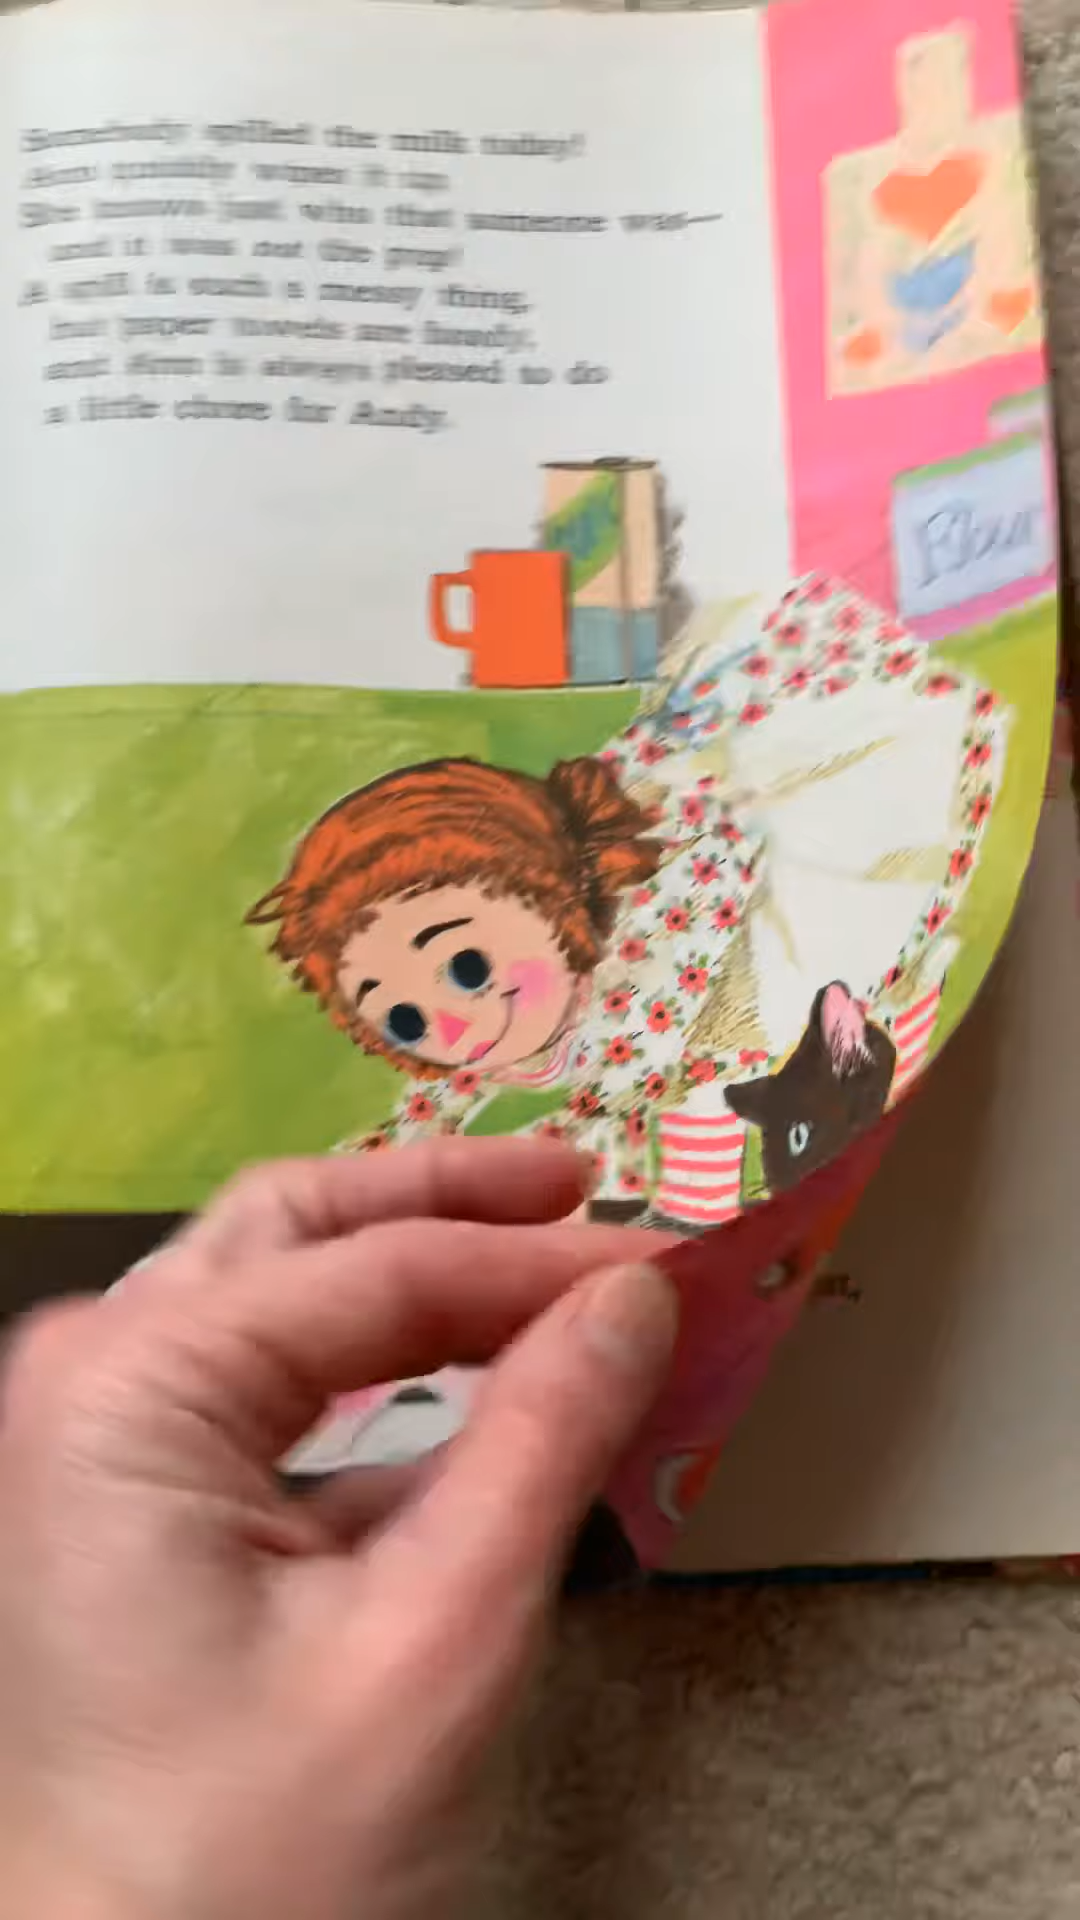 Somebody spilled the milk today!
Ann quickly wipes it up.
She knows just who that someone was—
and it was not the pup!
A spill is such a messy thing,
but paper towels are handy,
and Ann is always pleased to do
a little chore for Andy.
Flour